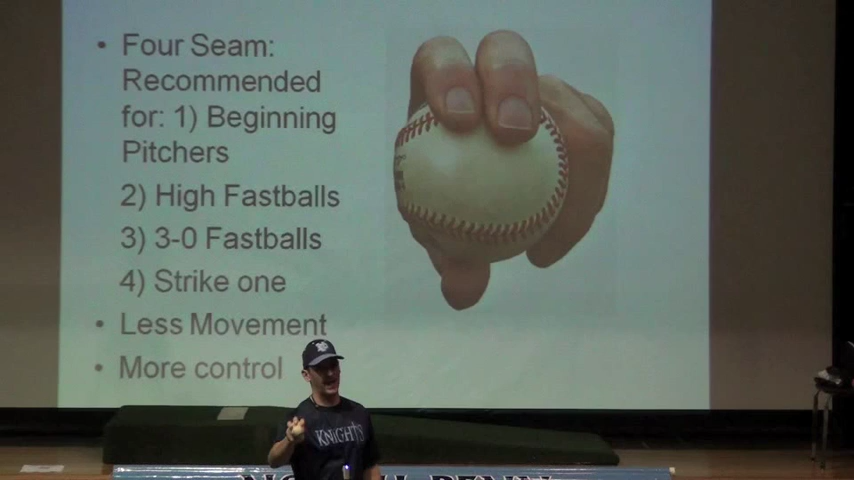 • Four Seam:
Recommended
for: 1) Beginning
Pitchers
2) High Fastballs
3) 3-0 Fastballs
4) Strike one
• Less Movement
• More control
KNIGHTS